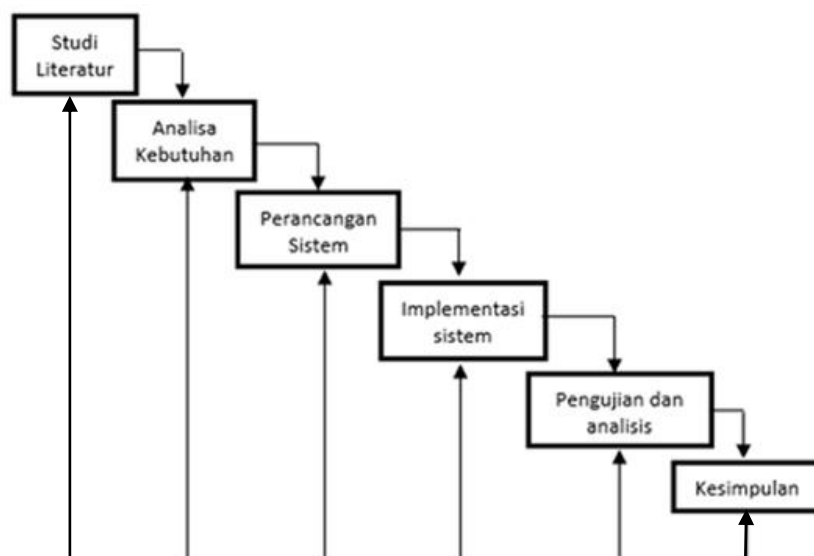 Studi
Literatur
Analisa
Kebutuhan
Perancangan
Sistem
Implementasi
sistem
Pengujian dan
analisis
Kesimpulan